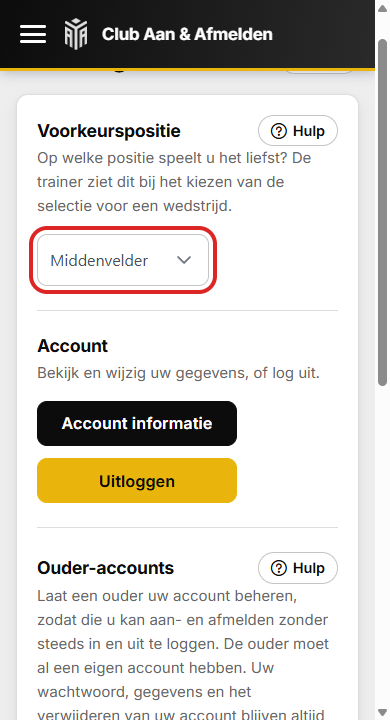 Club Aan & Afmelden
Voorkeurspositie
Hulp
Op welke positie speelt u het liefst? De
trainer ziet dit bij het kiezen van de
selectie voor een wedstrijd.
Middenvelder
Account
Bekijk en wijzig uw gegevens, of log uit.
Account informatie
Uitloggen
Ouder-accounts
Hulp
Laat een ouder uw account beheren,
zodat die u kan aan- en afmelden zonder
steeds in en uit te loggen. De ouder moet
al een eigen account hebben. Uw
wachtwoord, gegevens en het
verwijderen van uw account blijven altijd